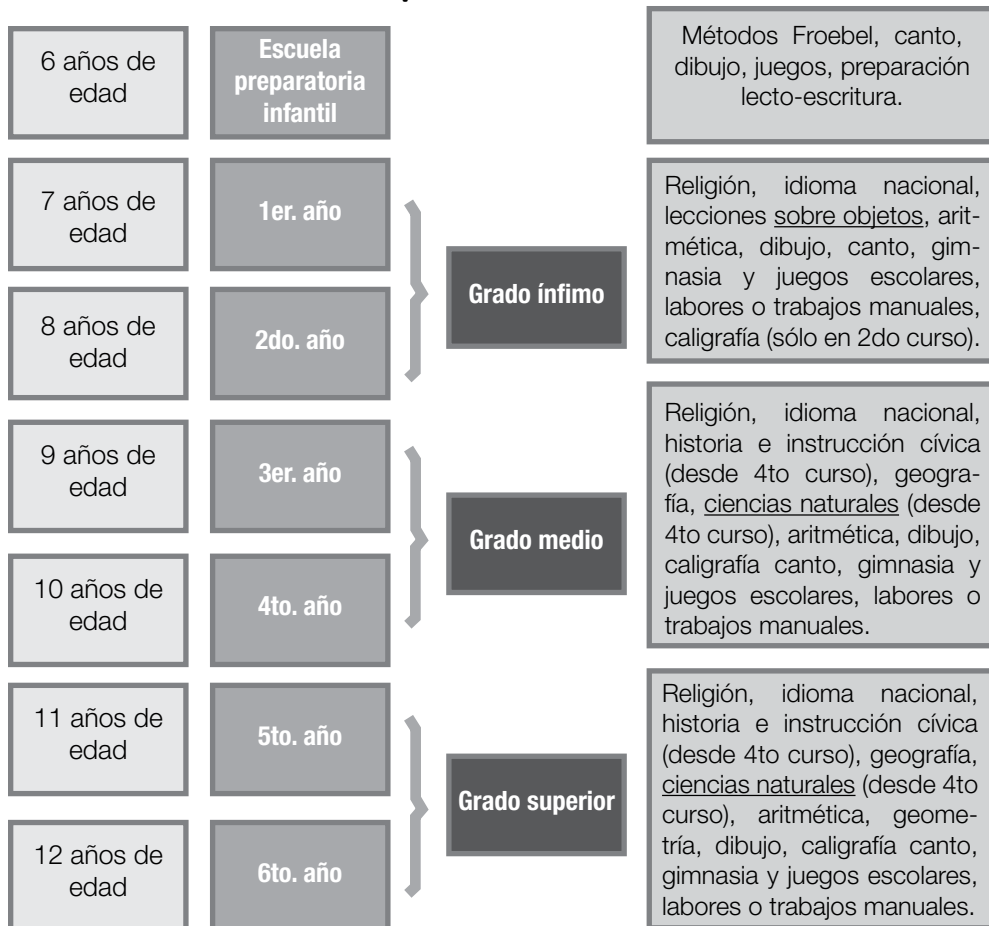 6 años de
edad
Escuela
preparatoria
infantil
Métodos Froebel, canto,
dibujo, juegos, preparación
lecto-escritura.
7 años de
edad
1er. año
8 años de
edad
2do. año
Grado ínfimo
Religión, idioma nacional,
lecciones sobre objetos, arit-
mética, dibujo, canto, gim-
nasia y juegos escolares,
labores o trabajos manuales,
caligrafía (sólo en 2do curso).
9 años de
edad
3er. año
10 años de
edad
4to. año
Grado medio
Religión, idioma nacional,
historia e instrucción cívica
(desde 4to curso), geogra-
fía, ciencias naturales (desde
4to curso), aritmética, dibujo,
caligrafía canto, gimnasia y
juegos escolares, labores o
trabajos manuales.
11 años de
edad
5to. año
12 años de
edad
6to. año
Grado superior
Religión, idioma nacional,
historia e instrucción cívica
(desde 4to curso), geografía,
ciencias naturales (desde 4to
curso), aritmética, geome-
tría, dibujo, caligrafía canto,
gimnasia y juegos escolares,
labores o trabajos manuales.